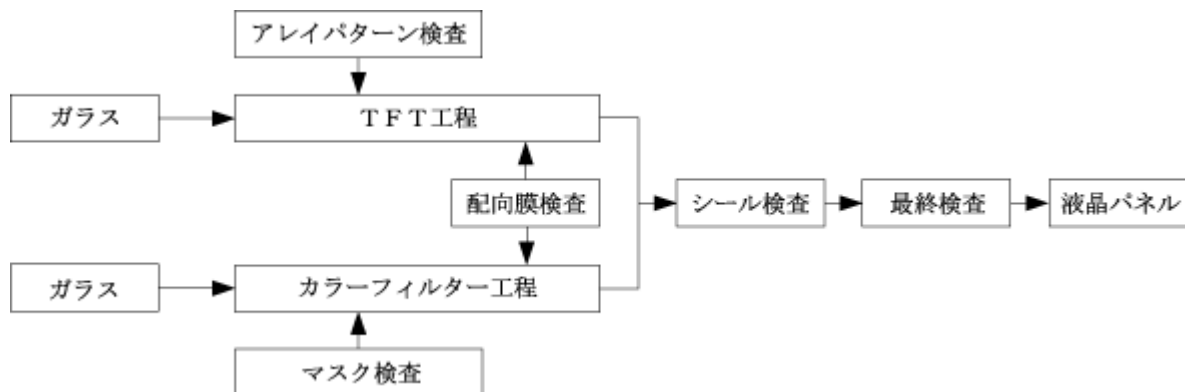 アレイパターン検査
ガラス
TFT工程
配向膜検査
シール検査
最終検査
液晶パネル
ガラス
カラーフィルター工程
マスク検査